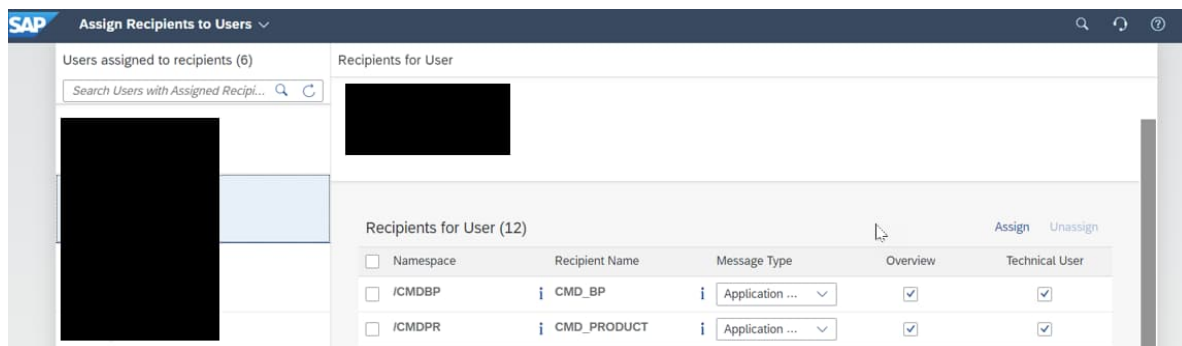 SAP Assign Recipients to Users
Users assigned to recipients (6)
Search Users with Assigned Recipi...
Recipients for User
Recipients for User (12)
Assign Unassign
Namespace Recipient Name Message Type Overview Technical User
/CMDBP i CMD_BP i Application ...
/CMDPR i CMD_PRODUCT i Application ...